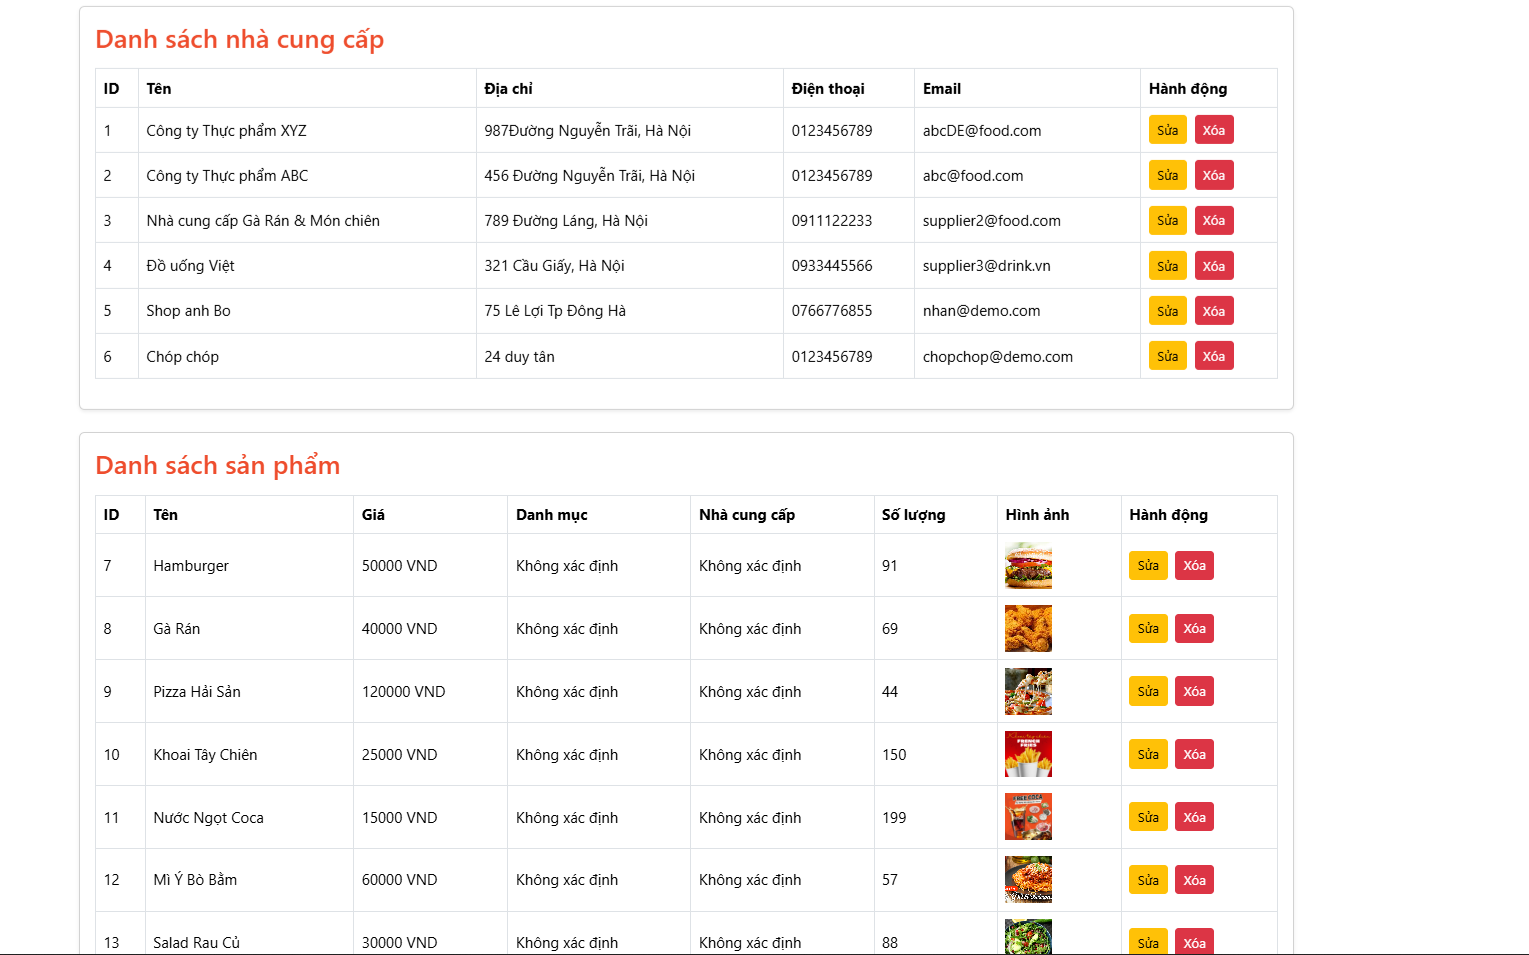 Danh sách nhà cung cấp
ID Tên Địa chỉ Điện thoại Email Hành động
1 Công ty Thực phẩm XYZ 987Đường Nguyễn Trãi, Hà Nội 0123456789 abcDE@food.com Sửa Xóa
2 Công ty Thực phẩm ABC 456 Đường Nguyễn Trãi, Hà Nội 0123456789 abc@food.com Sửa Xóa
3 Nhà cung cấp Gà Rán & Món chiên 789 Đường Láng, Hà Nội 0911122233 supplier2@food.com Sửa Xóa
4 Đồ uống Việt 321 Cầu Giấy, Hà Nội 0933445566 supplier3@drink.vn Sửa Xóa
5 Shop anh Bo 75 Lê Lợi Tp Đông Hà 0766776855 nhan@demo.com Sửa Xóa
6 Chóp chóp 24 duy tân 0123456789 chopchop@demo.com Sửa Xóa
Danh sách sản phẩm
ID Tên Giá Danh mục Nhà cung cấp Số lượng Hình ảnh Hành động
7 Hamburger 50000 VND Không xác định Không xác định 91 Sửa Xóa
8 Gà Rán 40000 VND Không xác định Không xác định 69 Sửa Xóa
9 Pizza Hải Sản 120000 VND Không xác định Không xác định 44 Sửa Xóa
10 Khoai Tây Chiên 25000 VND Không xác định Không xác định 150 FRENCH FRIES Sửa Xóa
11 Nước Ngọt Coca 15000 VND Không xác định Không xác định 199 FREE COCA Sửa Xóa
12 Mì Ý Bò Bằm 60000 VND Không xác định Không xác định 57 Sửa Xóa
13 Salad Rau Củ 30000 VND Không xác định Không xác định 88 Sửa Xóa